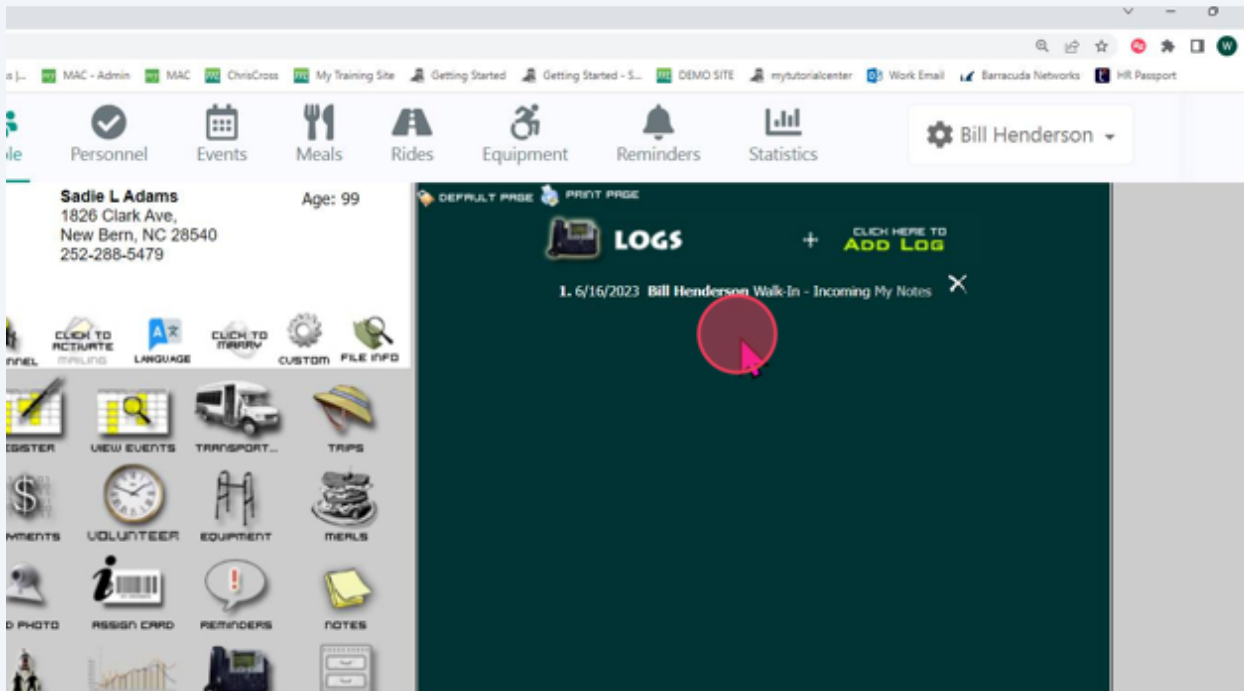 MAC - Admin MAC ChrisCross My Training Site Getting Started Getting Started - S... DEMO SITE mytutorialcenter Work Email Barracuda Networks HR Passport
W
Personnel Events Meals Rides Equipment Reminders Statistics Bill Henderson
Sadie L Adams Age: 99
1826 Clark Ave,
New Bern, NC 28540
252-288-5479
DEFAULT PAGE PRINT PAGE
LOGS + CLICK HERE TO
ADD LOG
1. 6/16/2023 Bill Henderson Walk-In - Incoming My Notes
CLICK TO
ACTIVATE
MAILING
LANGUAGE
CLICK TO
MARRY
CUSTOM
FILE INFO
VIEW EVENTS TRANSPORT... TRIPS
VOLUNTEER EQUIPMENT MEALS
ASSIGN CARD REMINDERS NOTES